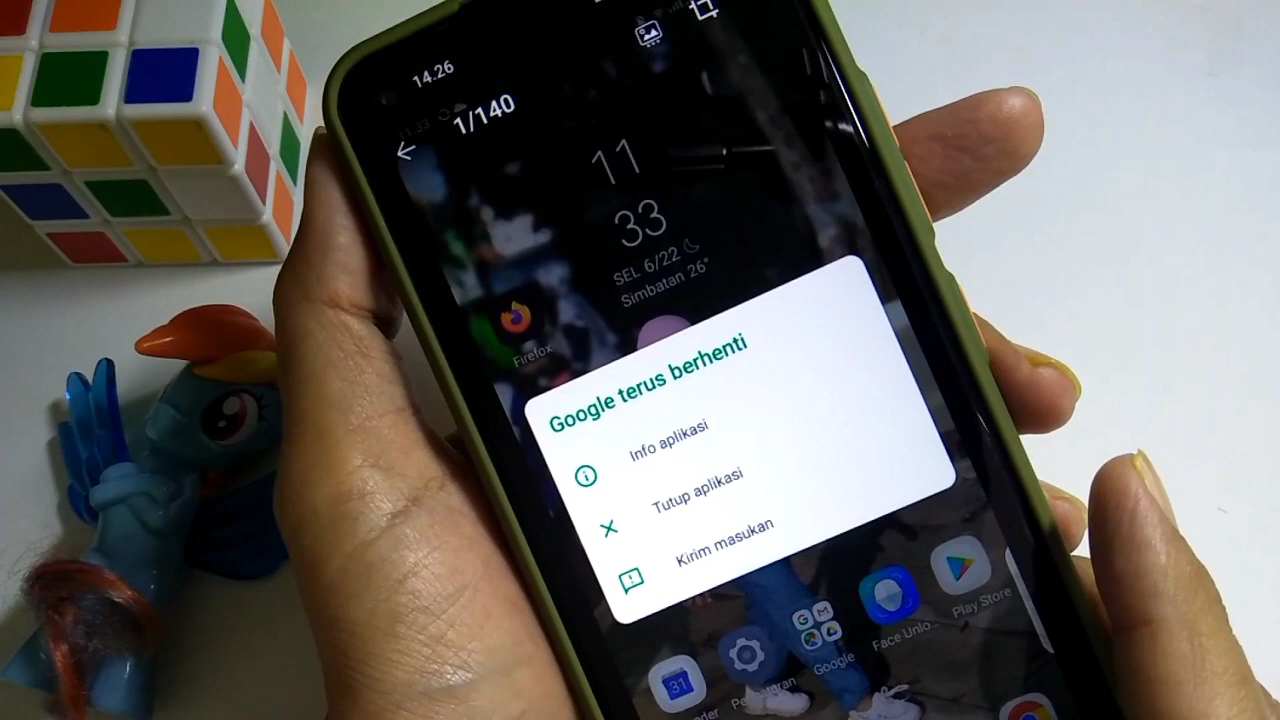 14.26
1/140
11
33
SEL 6/22
Simbatan 26°
Firefox
Google terus berhenti
Info aplikasi
Tutup aplikasi
Kirim masukan
Play Store
Face Unlo...
Google
31